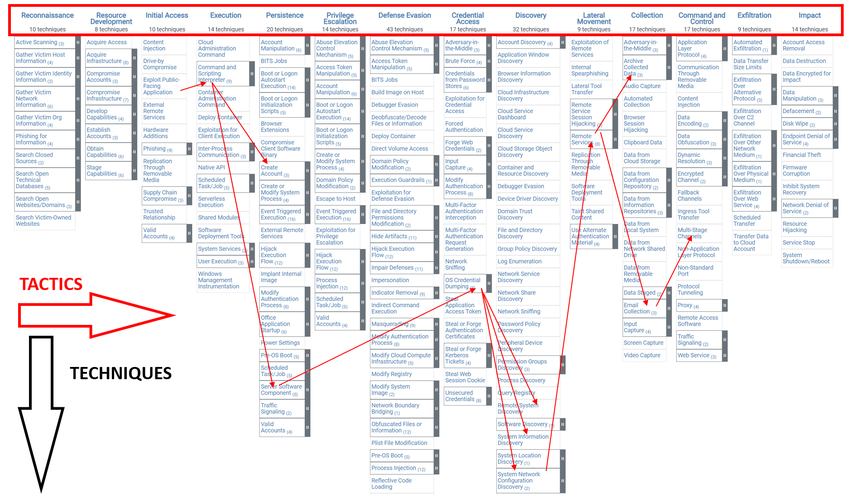 Reconnaissance
10 techniques
Active Scanning (3)
Gather Victim Host
Information (4)
Gather Victim Identity
Information (3)
Gather Victim
Network
Information (6)
Gather Victim Org
Information (4)
Phishing for
Information (4)
Search Closed
Sources (2)
Search Open
Technical
Databases (5)
Search Open
Websites/Domains (3)
Search Victim-Owned
Websites
Resource
Development
8 techniques
Acquire Access
Acquire
Infrastructure (8)
Compromise
Accounts (3)
Compromise
Infrastructure (7)
Develop
Capabilities (4)
Establish
Accounts (3)
Obtain
Capabilities (6)
Stage
Capabilities (6)
Initial Access
10 techniques
Content
Injection
Drive-by
Compromise
Exploit Public-
Facing
Application
External
Remote
Services
Hardware
Additions
Phishing (4)
Replication
Through
Removable
Media
Supply Chain
Compromise (3)
Trusted
Relationship
Valid
Accounts (4)
Execution
14 techniques
Cloud
Administration
Command
Command and
Scripting
Interpreter (9)
Container
Administration
Command
Deploy Container
Exploitation for
Client Execution
Inter-Process
Communication (3)
Native API
Scheduled
Task/Job (5)
Serverless
Execution
Shared Modules
Software
Deployment Tools
System Services (2)
User Execution (3)
Windows
Management
Instrumentation
Persistence
20 techniques
Account
Manipulation (6)
BITS Jobs
Boot or Logon
Autostart
Execution (14)
Boot or Logon
Initialization
Scripts (5)
Browser
Extensions
Compromise
Client Software
Binary
Create
Account (3)
Create or
Modify System
Process (4)
Event Triggered
Execution (16)
External Remote
Services
Hijack
Execution
Flow (12)
Implant Internal
Image
Modify
Authentication
Process (8)
Office
Application
Startup (6)
Power Settings
Pre-OS Boot (5)
Scheduled
Task/Job (5)
Server Software
Component (5)
Traffic
Signaling (2)
Valid
Accounts (4)
Privilege
Escalation
14 techniques
Abuse Elevation
Control
Mechanism (5)
Access Token
Manipulation (5)
Account
Manipulation (6)
Boot or Logon
Autostart
Execution (14)
Boot or Logon
Initialization
Scripts (5)
Create or
Modify System
Process (4)
Domain Policy
Modification (2)
Escape to Host
Event Triggered
Execution (16)
Exploitation for
Privilege
Escalation
Hijack
Execution
Flow (12)
Process
Injection (12)
Scheduled
Task/Job (5)
Valid
Accounts (4)
Defense Evasion
43 techniques
Abuse Elevation
Control Mechanism (5)
Access Token
Manipulation (5)
BITS Jobs
Build Image on Host
Debugger Evasion
Deobfuscate/Decode
Files or Information
Deploy Container
Direct Volume Access
Domain Policy
Modification (2)
Execution Guardrails (1)
Exploitation for
Defense Evasion
File and Directory
Permissions
Modification (2)
Hide Artifacts (11)
Hijack Execution
Flow (12)
Impair Defenses (11)
Impersonation
Indicator Removal (9)
Indirect Command
Execution
Masquerading (9)
Modify Authentication
Process (8)
Modify Cloud Compute
Infrastructure (5)
Modify Registry
Modify System
Image (2)
Network Boundary
Bridging (1)
Obfuscated Files or
Information (12)
Plist File Modification
Pre-OS Boot (5)
Process Injection (12)
Reflective Code
Loading
Credential
Access
17 techniques
Adversary-in-
the-Middle (3)
Brute Force (4)
Credentials
from Password
Stores (6)
Exploitation for
Credential
Access
Forced
Authentication
Forge Web
Credentials (2)
Input
Capture (4)
Modify
Authentication
Process (8)
Multi-Factor
Authentication
Interception
Multi-Factor
Authentication
Request
Generation
Network
Sniffing
OS Credential
Dumping (8)
Steal
Application
Access Token
Steal or Forge
Authentication
Certificates
Steal or Forge
Kerberos
Tickets (4)
Steal Web
Session Cookie
Unsecured
Credentials (8)
Discovery
32 techniques
Account Discovery (4)
Application Window
Discovery
Browser Information
Discovery
Cloud Infrastructure
Discovery
Cloud Service
Dashboard
Cloud Service
Discovery
Cloud Storage Object
Discovery
Container and
Resource Discovery
Debugger Evasion
Device Driver Discovery
Domain Trust
Discovery
File and Directory
Discovery
Group Policy Discovery
Log Enumeration
Network Service
Discovery
Network Share
Discovery
Network Sniffing
Password Policy
Discovery
Peripheral Device
Discovery
Permission Groups
Discovery (3)
Process Discovery
Query Registry
Remote System
Discovery
Software Discovery (1)
System Information
Discovery
System Location
Discovery (1)
System Network
Configuration
Discovery (2)
Lateral
Movement
9 techniques
Exploitation of
Remote
Services
Internal
Spearphishing
Lateral Tool
Transfer
Remote
Service
Session
Hijacking (2)
Remote
Services (8)
Replication
Through
Removable
Media
Software
Deployment
Tools
Taint Shared
Content
Use Alternate
Authentication
Material (4)
Collection
17 techniques
Adversary-in-
the-Middle (3)
Archive
Collected
Data (3)
Audio Capture
Automated
Collection
Browser
Session
Hijacking
Clipboard Data
Data from
Cloud Storage
Data from
Configuration
Repository (2)
Data from
Information
Repositories (3)
Data from
Local System
Data from
Network Shared
Drive
Data from
Removable
Media
Data Staged (2)
Email
Collection (3)
Input
Capture (4)
Screen Capture
Video Capture
Command and
Control
17 techniques
Application
Layer
Protocol (4)
Communication
Through
Removable
Media
Content
Injection
Data
Encoding (2)
Data
Obfuscation (3)
Dynamic
Resolution (3)
Encrypted
Channel (2)
Fallback
Channels
Ingress Tool
Transfer
Multi-Stage
Channels
Non-Application
Layer Protocol
Non-Standard
Port
Protocol
Tunneling
Proxy (4)
Remote Access
Software
Traffic
Signaling (2)
Web Service (3)
Exfiltration
9 techniques
Automated
Exfiltration (1)
Data Transfer
Size Limits
Exfiltration
Over
Alternative
Protocol (3)
Exfiltration
Over C2
Channel
Exfiltration
Over Other
Network
Medium (1)
Exfiltration
Over Physical
Medium (1)
Exfiltration
Over Web
Service (4)
Scheduled
Transfer
Transfer Data
to Cloud
Account
Impact
14 techniques
Account Access
Removal
Data Destruction
Data Encrypted for
Impact
Data
Manipulation (3)
Defacement (2)
Disk Wipe (2)
Endpoint Denial of
Service (4)
Financial Theft
Firmware
Corruption
Inhibit System
Recovery
Network Denial of
Service (2)
Resource
Hijacking
Service Stop
System
Shutdown/Reboot
TACTICS
TECHNIQUES